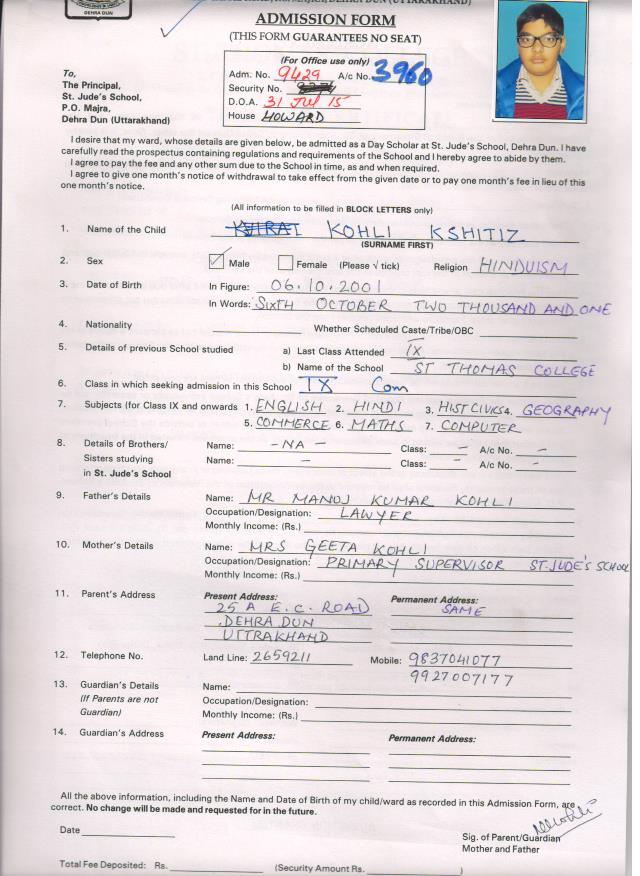 DEHRA DUN
ADMISSION FORM
(THIS FORM GUARANTEES NO SEAT)
(For Office use only)
Adm. No. 9429 A/c No. 3960
Security No.
D.O.A. 31 Jul 15
House HOWARD
To,
The Principal,
St. Jude's School,
P.O. Majra,
Dehra Dun (Uttarakhand)
I desire that my ward, whose details are given below, be admitted as a Day Scholar at St. Jude's School, Dehra Dun. I have
carefully read the prospectus containing regulations and requirements of the School and I hereby agree to abide by them.
I agree to pay the fee and any other sum due to the School in time, as and when required.
I agree to give one month's notice of withdrawal to take effect from the given date or to pay one month's fee in lieu of this
one month's notice.
(All information to be filled in BLOCK LETTERS only)
1. Name of the Child KOHLI KSHITIZ
(SURNAME FIRST)
2. Sex Male Female (Please √ tick) Religion HINDUISM
3. Date of Birth In Figure: 06.10.2001
In Words: SIXTH OCTOBER TWO THOUSAND AND ONE
4. Nationality Whether Scheduled Caste/Tribe/OBC
5. Details of previous School studied a) Last Class Attended IX
b) Name of the School ST THOMAS COLLEGE
6. Class in which seeking admission in this School IX Com
7. Subjects (for Class IX and onwards 1. ENGLISH 2. HINDI 3. HIST CIVICS 4. GEOGRAPHY
5. COMMERCE 6. MATHS 7. COMPUTER
8. Details of Brothers/ Name: - NA - Class: - A/c No. -
Sisters studying Name: - Class: - A/c No. -
in St. Jude's School
9. Father's Details Name: MR MANOJ KUMAR KOHLI
Occupation/Designation: LAWYER
Monthly Income: (Rs.)
10. Mother's Details Name: MRS GEETA KOHLI
Occupation/Designation: PRIMARY SUPERVISOR ST. JUDE'S SCHOOL
Monthly Income: (Rs.)
11. Parent's Address Present Address: Permanent Address:
25 A E.C. ROAD SAME
DEHRA DUN
UTTRAKHAND
12. Telephone No. Land Line: 2659211 Mobile: 9837041077
9927007177
13. Guardian's Details Name:
(If Parents are not Occupation/Designation:
Guardian) Monthly Income: (Rs.)
14. Guardian's Address Present Address: Permanent Address:
All the above information, including the Name and Date of Birth of my child/ward as recorded in this Admission Form, are
correct. No change will be made and requested for in the future.
Date
Sig. of Parent/Guardian
Mother and Father
Total Fee Deposited: Rs. (Security Amount Rs. )